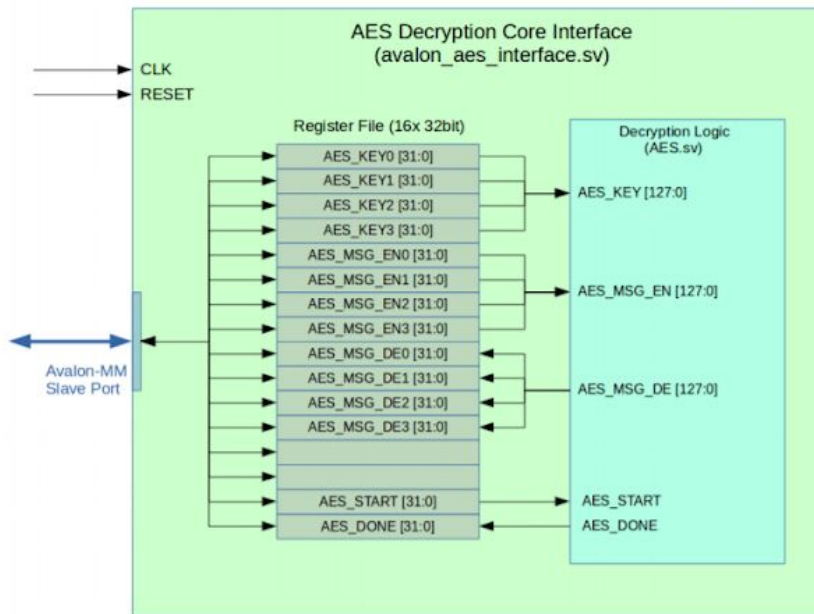 AES Decryption Core Interface
(avalon_aes_interface.sv)
CLK
RESET
Register File (16x 32bit)
Decryption Logic
(AES.sv)
AES_KEY0 [31:0]
AES_KEY1 [31:0]
AES_KEY2 [31:0]
AES_KEY3 [31:0]
AES_MSG_EN0 [31:0]
AES_MSG_EN1 [31:0]
AES_MSG_EN2 [31:0]
AES_MSG_EN3 [31:0]
AES_MSG_DE0 [31:0]
AES_MSG_DE1 [31:0]
AES_MSG_DE2 [31:0]
AES_MSG_DE3 [31:0]
AES_START [31:0]
AES_DONE [31:0]
AES_KEY [127:0]
AES_MSG_EN [127:0]
AES_MSG_DE [127:0]
AES_START
AES_DONE
Avalon-MM
Slave Port